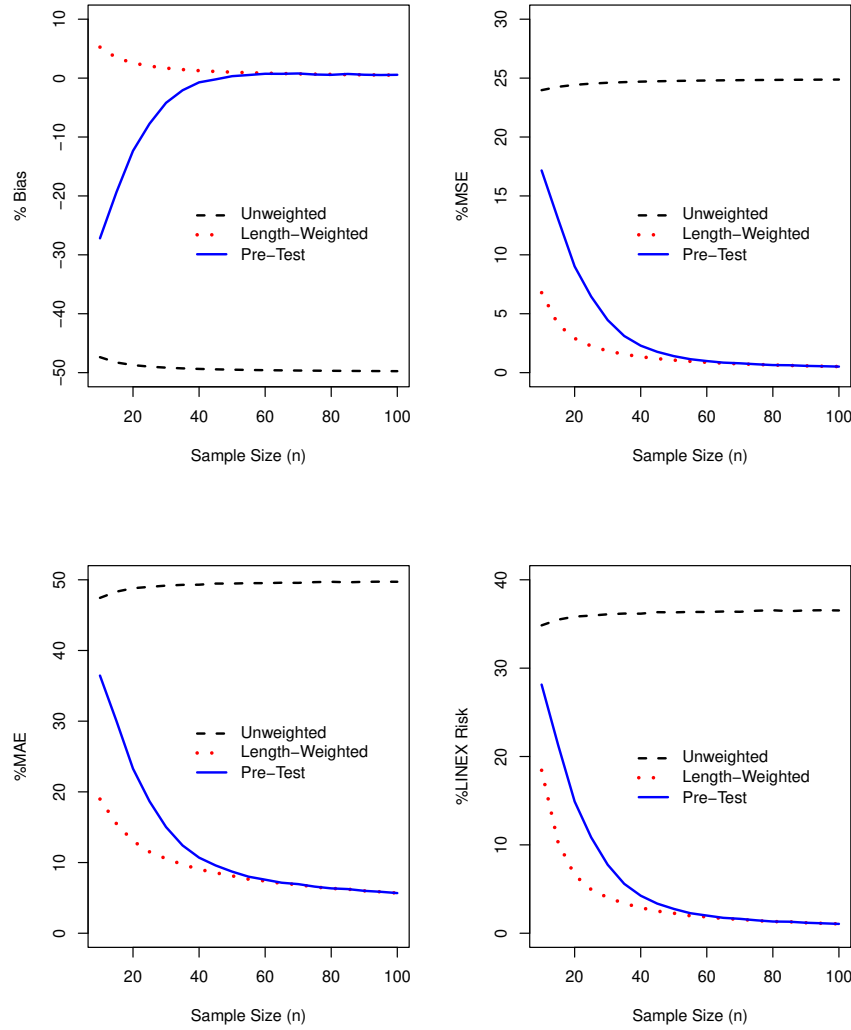 10
0
−10
−20
−30
−40
−50
% Bias
Unweighted
Length−Weighted
Pre−Test
20 40 60 80 100
Sample Size (n)
30
25
20
15
10
5
0
%MSE
Unweighted
Length−Weighted
Pre−Test
20 40 60 80 100
Sample Size (n)
50
40
30
20
10
0
%MAE
Unweighted
Length−Weighted
Pre−Test
20 40 60 80 100
Sample Size (n)
40
30
20
10
0
%LINEX Risk
Unweighted
Length−Weighted
Pre−Test
20 40 60 80 100
Sample Size (n)